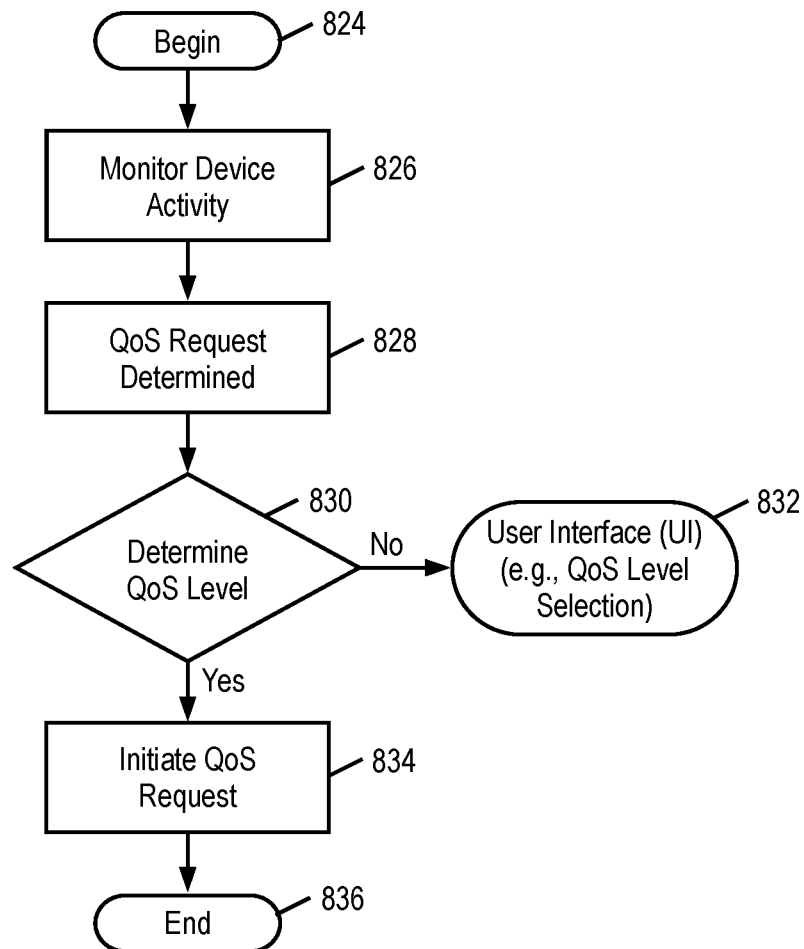 Begin
824
Monitor Device
Activity
826
QoS Request
Determined
828
Determine
QoS Level
830
No
User Interface (UI)
(e.g., QoS Level
Selection)
832
Yes
Initiate QoS
Request
834
End
836